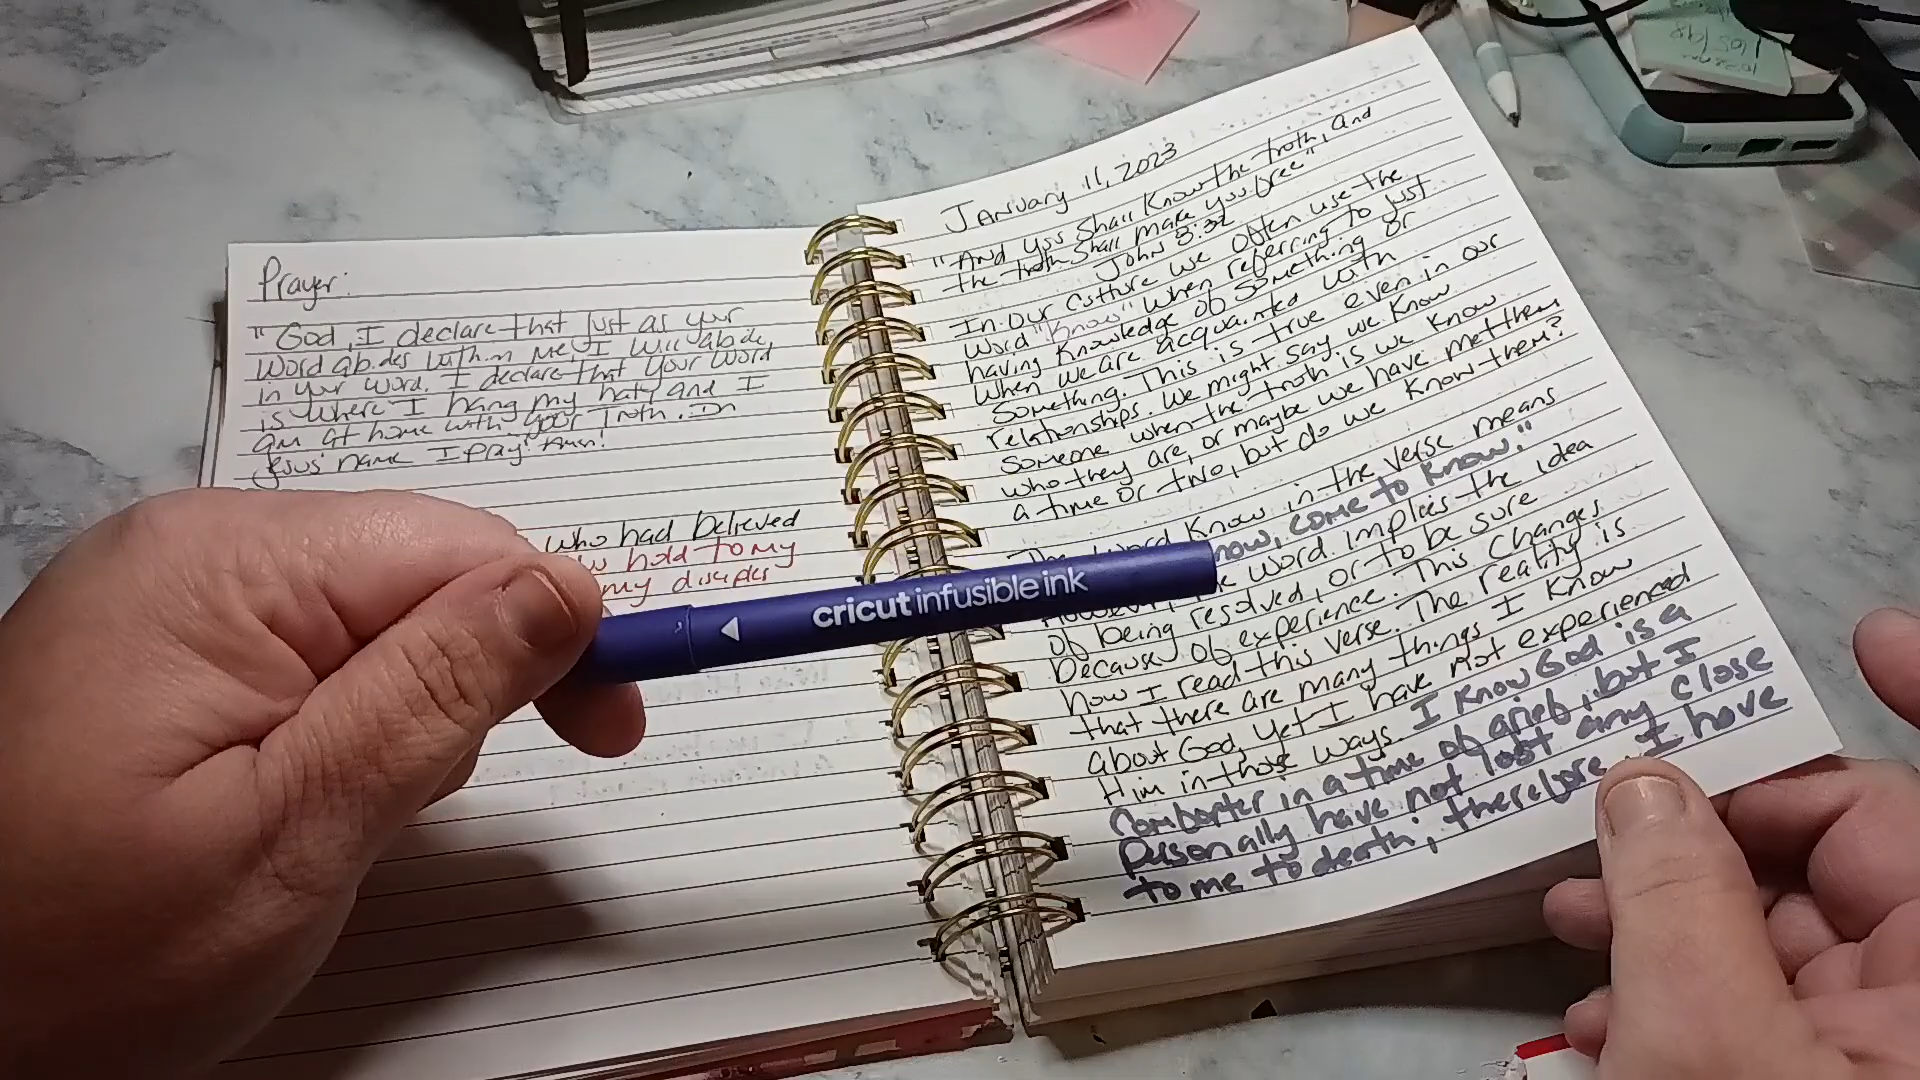 Prayer:
"God, I declare that just as your
word abides within me, I will abide
in your word. I declare that your word
is where I hang my hat, and I
am at home with your Truth. In
Jesus' name I pray! Amen!
who had believed
hold to my
my disciples
January 11, 2023
"And you shall know the truth, and
the truth shall make you free"
John 8:32
In our culture we often use the
word "know" when referring to just
having knowledge of something or
when we are acquainted with
something. This is true even in our
relationships. We might say we know
someone when the truth is we know
who they are, or maybe we have met them
a time or two, but do we know them?
The word know in the verse means
know, come to know."
However, the word implies the idea
of being resolved, or to be sure
because of experience. This changes
how I read this verse. The reality is
that there are many things I know
about God, yet I have not experienced
Him in those ways. I know God is a
Comforter in a time of grief, but I
personally have not lost any close
to me to death; therefore, I have
cricut infusible ink